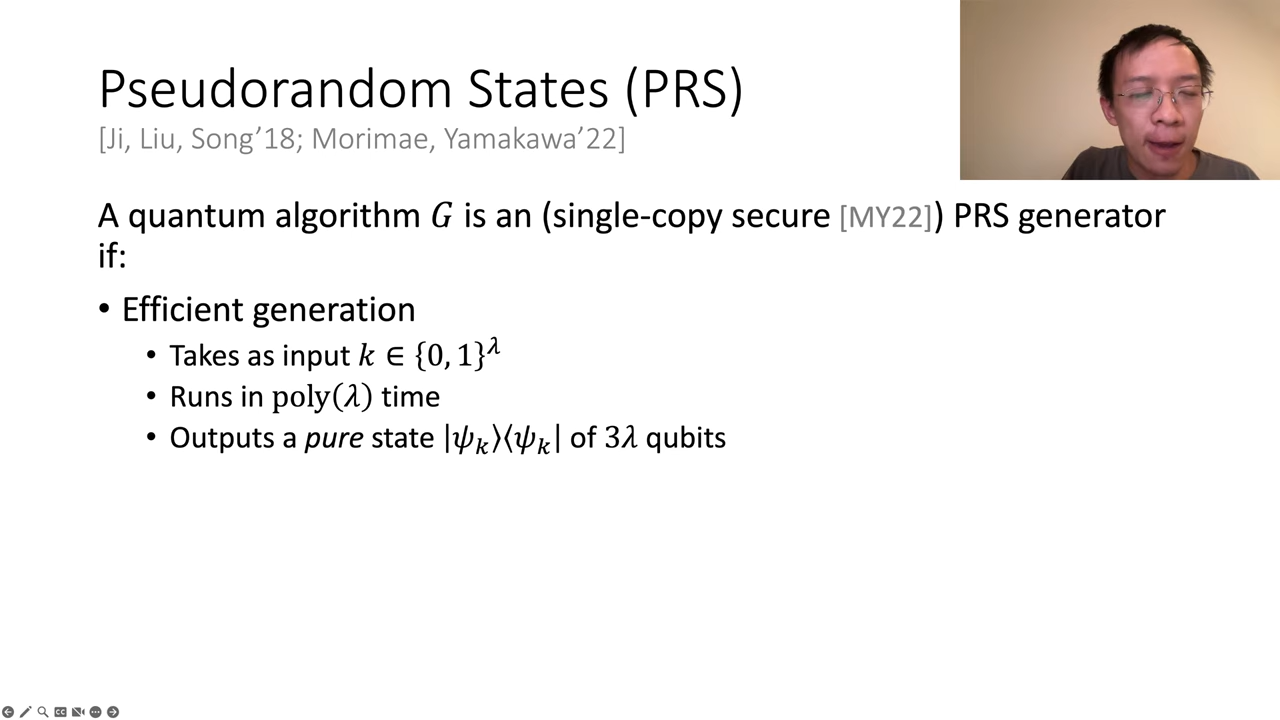 Pseudorandom States (PRS)
[Ji, Liu, Song’18; Morimae, Yamakawa’22]
A quantum algorithm 𝐺 is an (single-copy secure [MY22]) PRS generator
if:
• Efficient generation
• Takes as input 𝑘 ∈ {0, 1}^𝜆
• Runs in poly(𝜆) time
• Outputs a pure state |𝜓ₖ⟩⟨𝜓ₖ| of 3𝜆 qubits